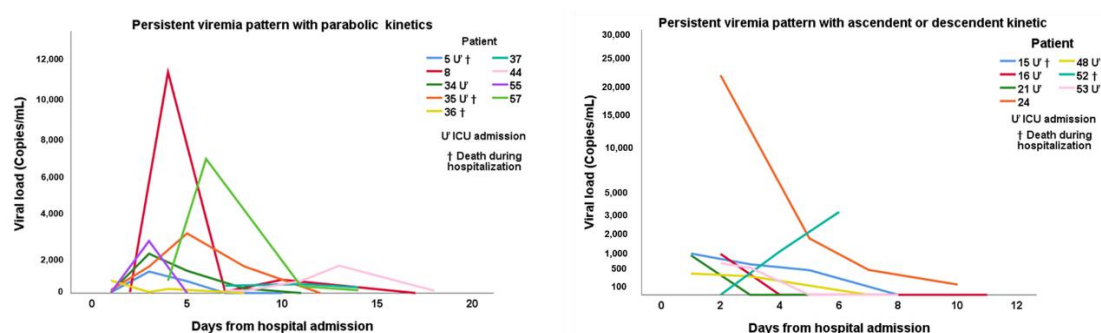 Persistent viremia pattern with parabolic kinetics
Viral load (Copies/mL)
12,000
10,000
8,000
6,000
4,000
2,000
0
0 5 10 15 20
Days from hospital admission
Patient
5 U' †
8
34 U'
35 U' †
36 †
37
44
55
57
U' ICU admission
† Death during
hospitalization
Persistent viremia pattern with ascendent or descendent kinetic
Viral load (Copies/mL)
30,000
25,000
20,000
15,000
10,000
5,000
3,000
2,000
1,000
500
100
0 2 4 6 8 10 12
Days vs from hospital admission
Patient
15 U' †
16 U'
21 U'
24
48 U'
52 †
53 U'
U' ICU admission
† Death during
hospitalization